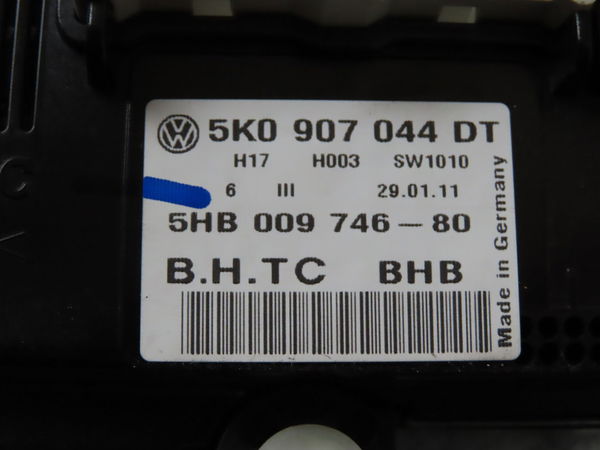 VW 5K0 907 044 DT
H17 H003 SW1010
6 III 29.01.11
5HB 009 746-80
B.H.TC BHB
Made in Germany